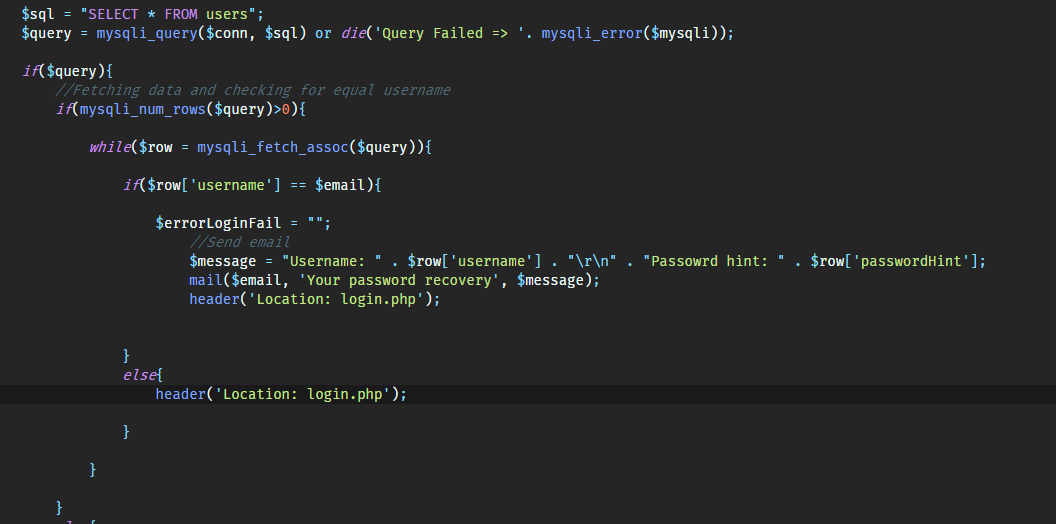 $sql = "SELECT * FROM users";
$query = mysqli_query($conn, $sql) or die('Query Failed => '. mysqli_error($mysqli));
if($query){
//Fetching data and checking for equal username
if(mysqli_num_rows($query)>0){
while($row = mysqli_fetch_assoc($query)){
if($row['username'] == $email){
$errorLoginFail = "";
//Send email
$message = "Username: " . $row['username'] . "\r\n" . "Passowrd hint: " . $row['passwordHint'];
mail($email, 'Your password recovery', $message);
header('Location: login.php');
}
else{
header('Location: login.php');
}
}
}